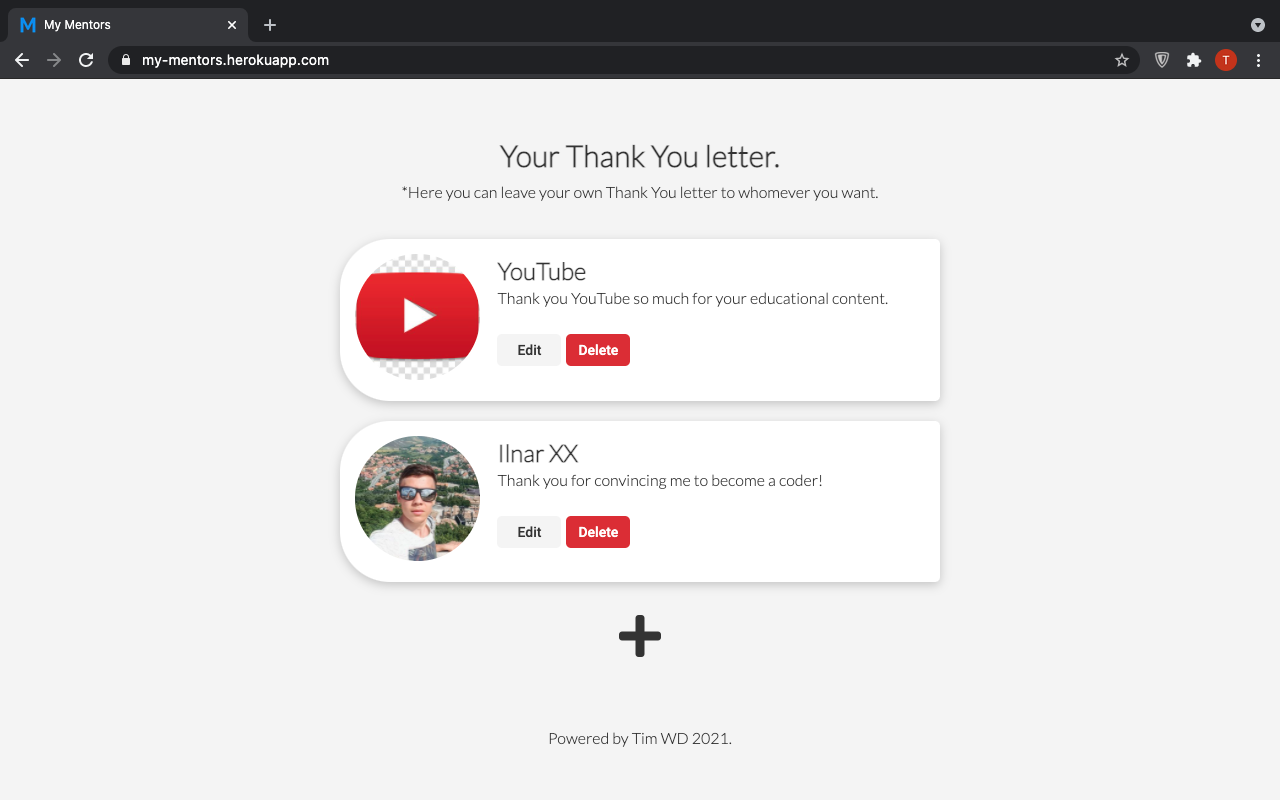 My Mentors
my-mentors.herokuapp.com
T
Your Thank You letter.
*Here you can leave your own Thank You letter to whomever you want.
YouTube
Thank you YouTube so much for your educational content.
Edit Delete
Ilnar XX
Thank you for convincing me to become a coder!
Edit Delete
Powered by Tim WD 2021.